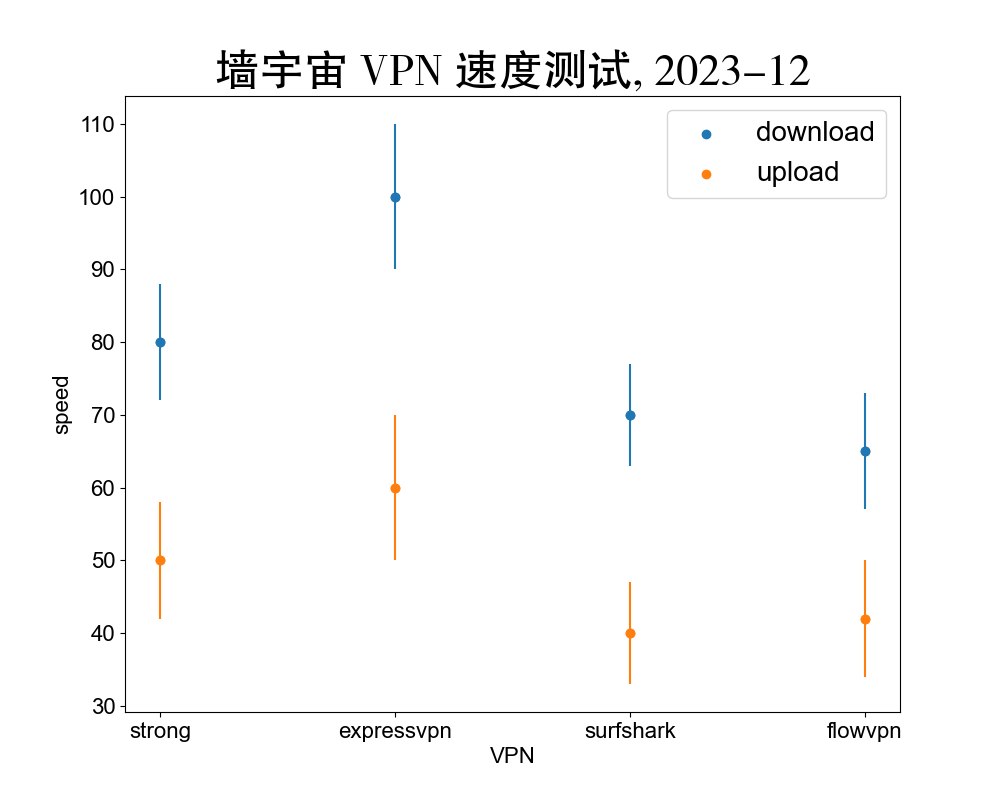 墙宇宙 VPN 速度测试, 2023-12
download
upload
110
100
90
80
70
60
50
40
30
speed
strong expressvpn surfshark flowvpn
VPN